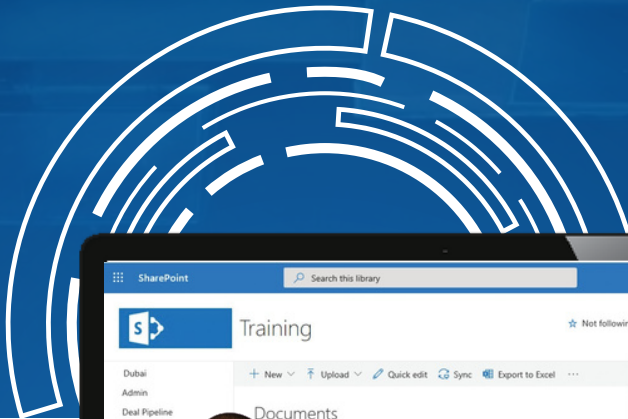 SharePoint
Search this library
S
Training
Not followin
Dubai
New Upload Quick edit Sync Export to Excel ...
Admin
Deal Pipeline
Documents